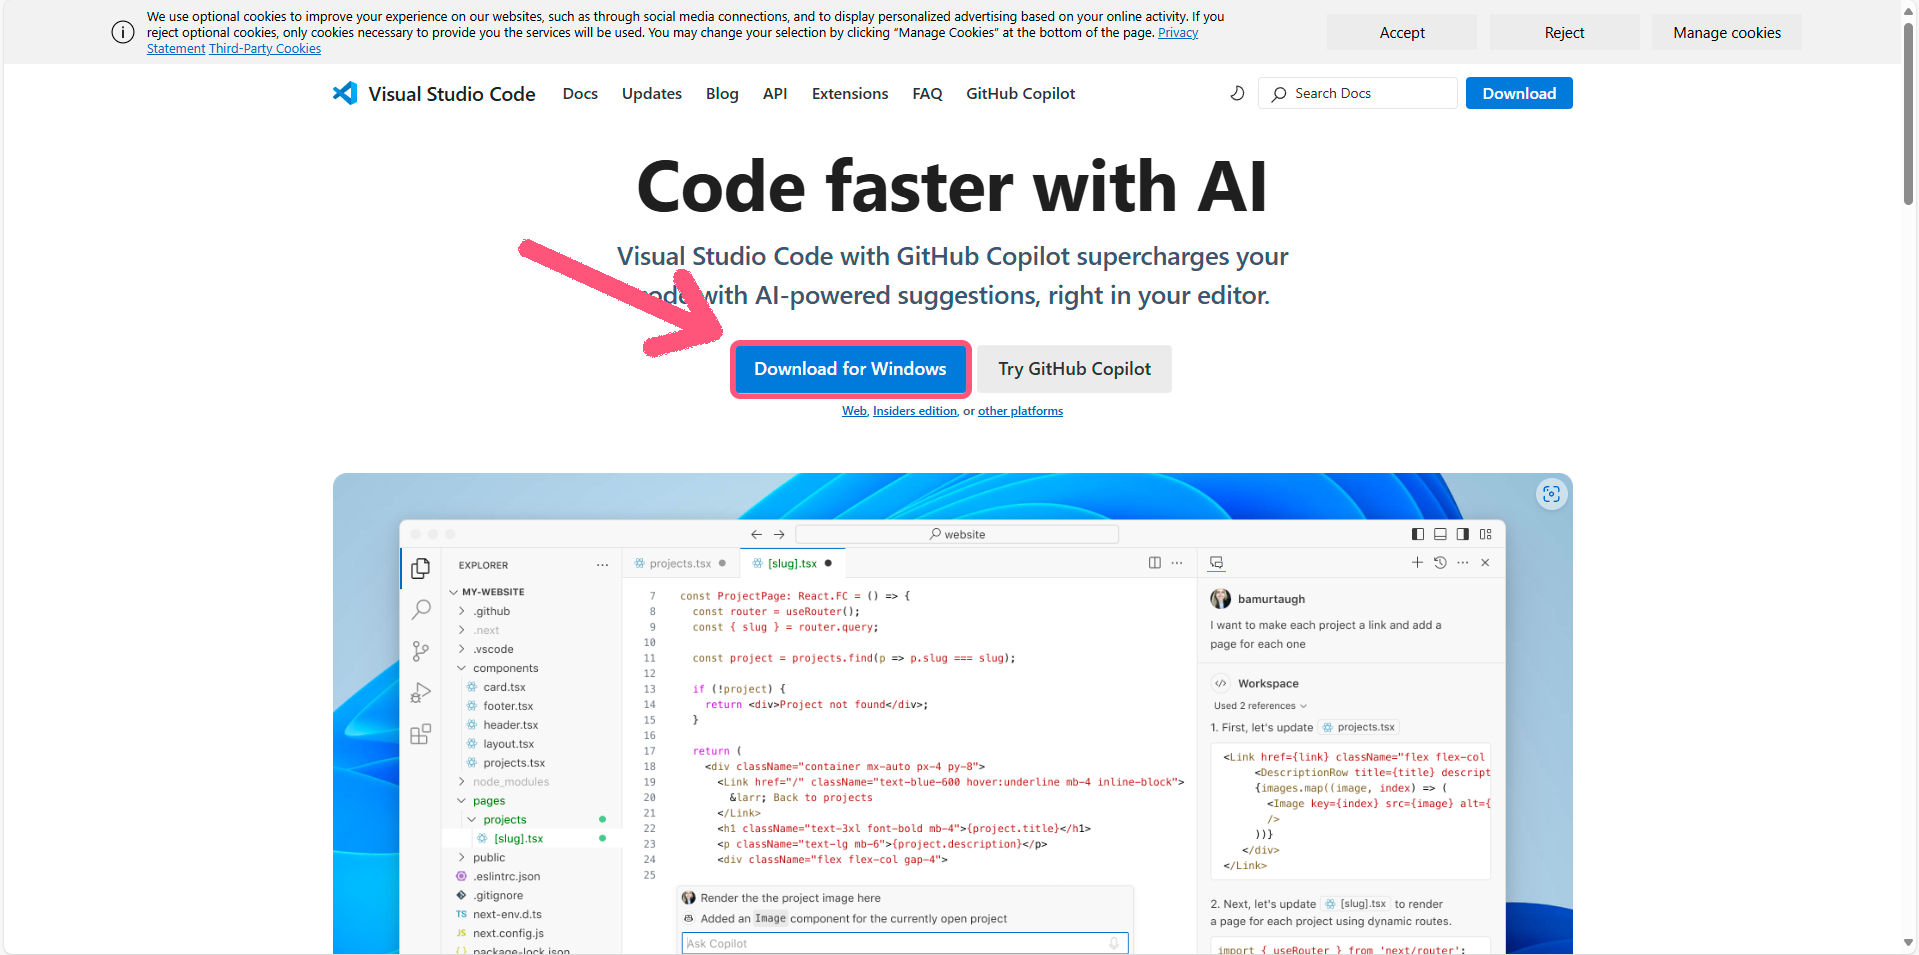 We use optional cookies to improve your experience on our websites, such as through social media connections, and to display personalized advertising based on your online activity. If you
reject optional cookies, only cookies necessary to provide you the services will be used. You may change your selection by clicking "Manage Cookies" at the bottom of the page. Privacy
Statement Third-Party Cookies
Accept
Reject
Manage cookies
Visual Studio Code
Docs
Updates
Blog
API
Extensions
FAQ
GitHub Copilot
Search Docs
Download
Code faster with AI
Visual Studio Code with GitHub Copilot supercharges your
code with AI-powered suggestions, right in your editor.
Download for Windows
Try GitHub Copilot
Web, Insiders edition, or other platforms
website
EXPLORER
MY-WEBSITE
.github
.next
.vscode
components
card.tsx
footer.tsx
header.tsx
layout.tsx
projects.tsx
node_modules
pages
projects
[slug].tsx
public
.eslintrc.json
.gitignore
TS next-env.d.ts
JS next.config.js
{} package-lock.json
projects.tsx
[slug].tsx
7 const ProjectPage: React.FC = () => {
8 const router = useRouter();
9 const { slug } = router.query;
10
11 const project = projects.find(p => p.slug === slug);
12
13 if (!project) {
14 return <div>Project not found</div>;
15 }
16
17 return (
18 <div className="container mx-auto px-4 py-8">
19 <Link href="/" className="text-blue-600 hover:underline mb-4 inline-block">
20 &larr; Back to projects
21 </Link>
22 <h1 className="text-3xl font-bold mb-4">{project.title}</h1>
23 <p className="text-lg mb-6">{project.description}</p>
24 <div className="flex flex-col gap-4">
25
Render the the project image here
Added an Image component for the currently open project
Ask Copilot
bamurtaugh
I want to make each project a link and add a
page for each one
Workspace
Used 2 references
1. First, let's update projects.tsx
<Link href={link} className="flex flex-col
<DescriptionRow title={title} descript
{images.map((image, index) => (
<Image key={index} src={image} alt={
/>
))}
</div>
</Link>
2. Next, let's update [slug].tsx to render
a page for each project using dynamic routes.
import { useRouter } from 'next/router';